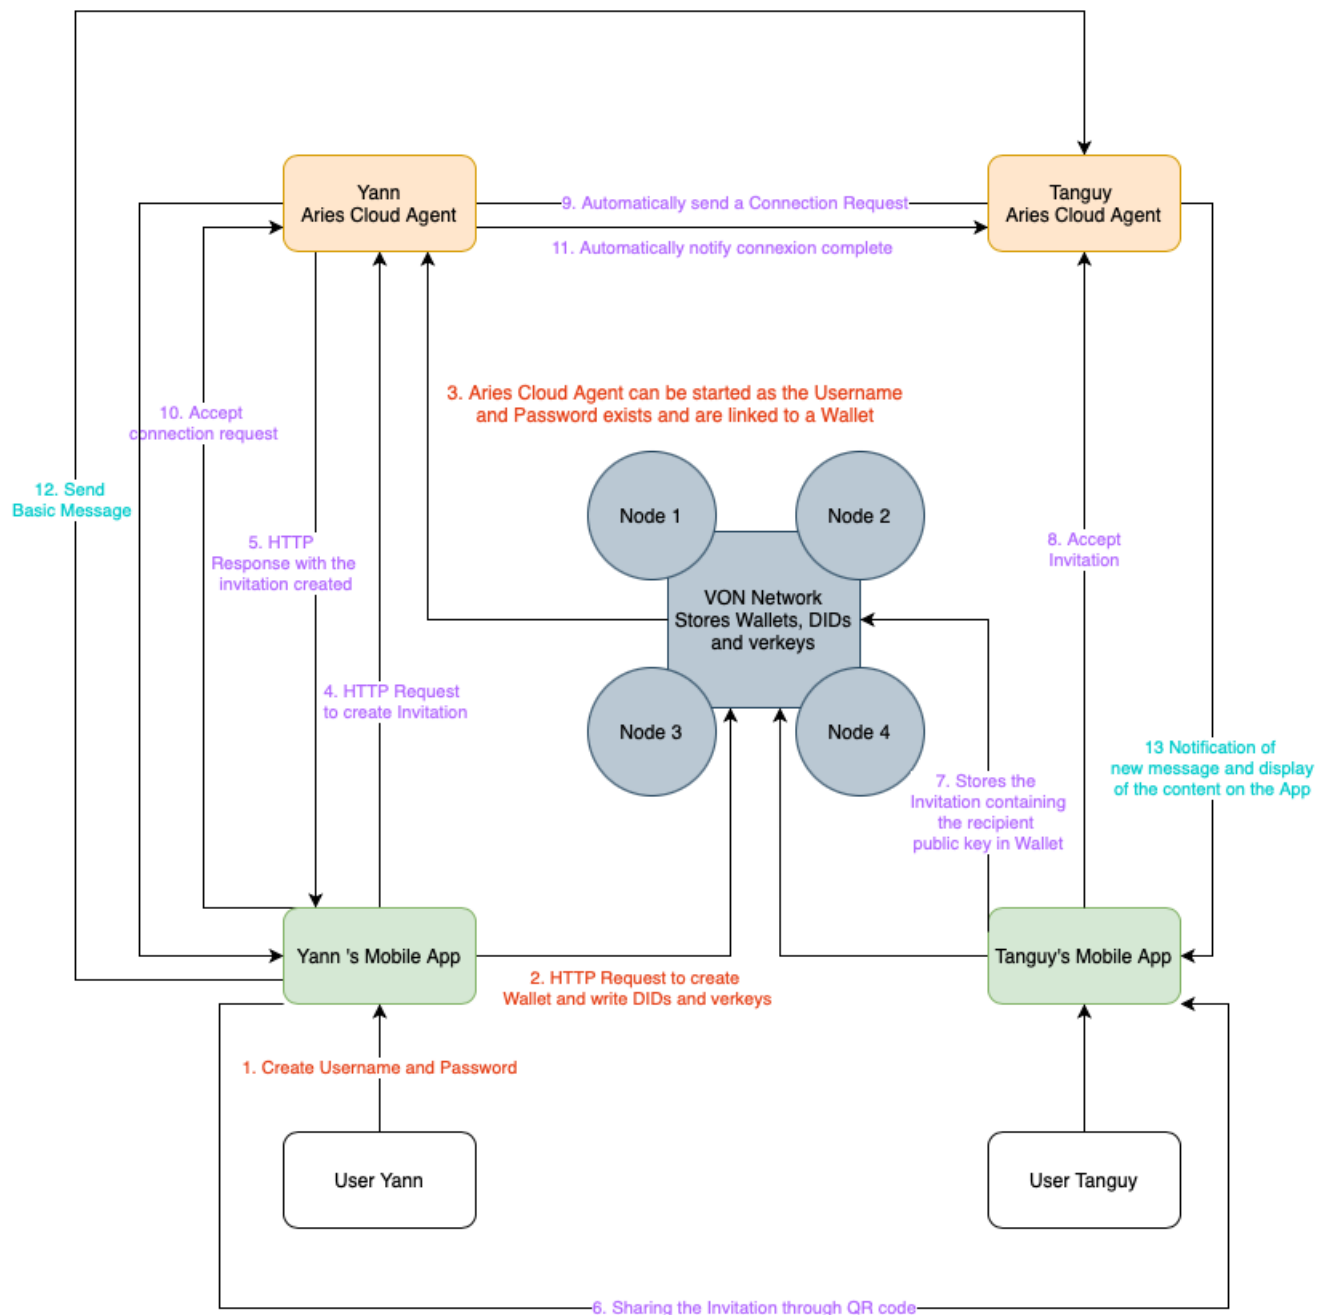 Yann
Aries Cloud Agent
Tanguy
Aries Cloud Agent
9. Automatically send a Connection Request
11. Automatically notify connexion complete
3. Aries Cloud Agent can be started as the Username
and Password exists and are linked to a Wallet
10. Accept
connection request
12. Send
Basic Message
5. HTTP
Response with the
invitation created
Node 1
Node 2
8. Accept
Invitation
VON Network
Stores Wallets, DIDs
and verkeys
4. HTTP Request
to create Invitation
Node 3
Node 4
13 Notification of
new message and display
of the content on the App
7. Stores the
Invitation containing
the recipient
public key in Wallet
Yann 's Mobile App
Tanguy's Mobile App
2. HTTP Request to create
Wallet and write DIDs and verkeys
1. Create Username and Password
User Yann
User Tanguy
6. Sharing the Invitation through QR code